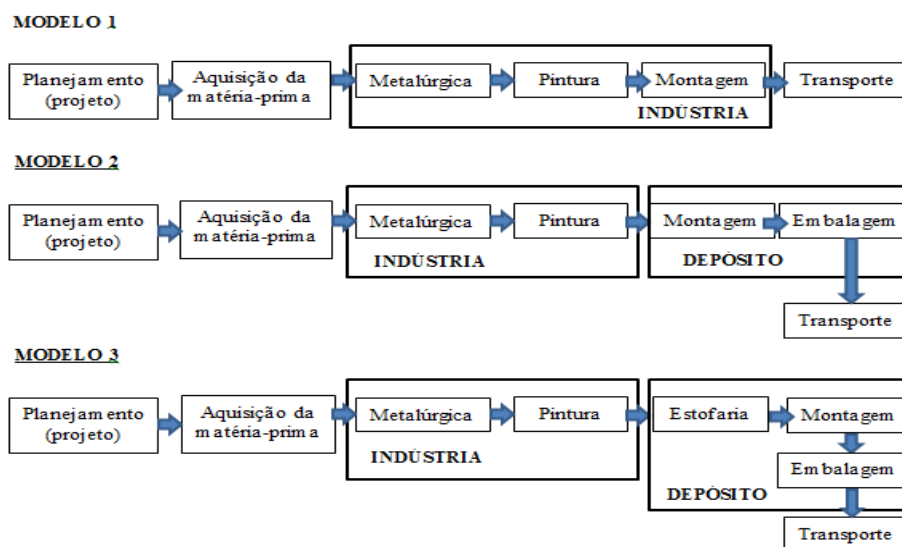 MODELO 1
Planejamento
(projeto)
Aquisição da
matéria-prima
Metalúrgica
Pintura
Montagem
Transporte
INDÚSTRIA
MODELO 2
Planejamento
(projeto)
Aquisição da
matéria-prima
Metalúrgica
Pintura
Montagem
Embalagem
INDÚSTRIA
DEPÓSITO
Transporte
MODELO 3
Planejamento
(projeto)
Aquisição da
matéria-prima
Metalúrgica
Pintura
Estofaria
Montagem
INDÚSTRIA
Embalagem
DEPÓSITO
Transporte